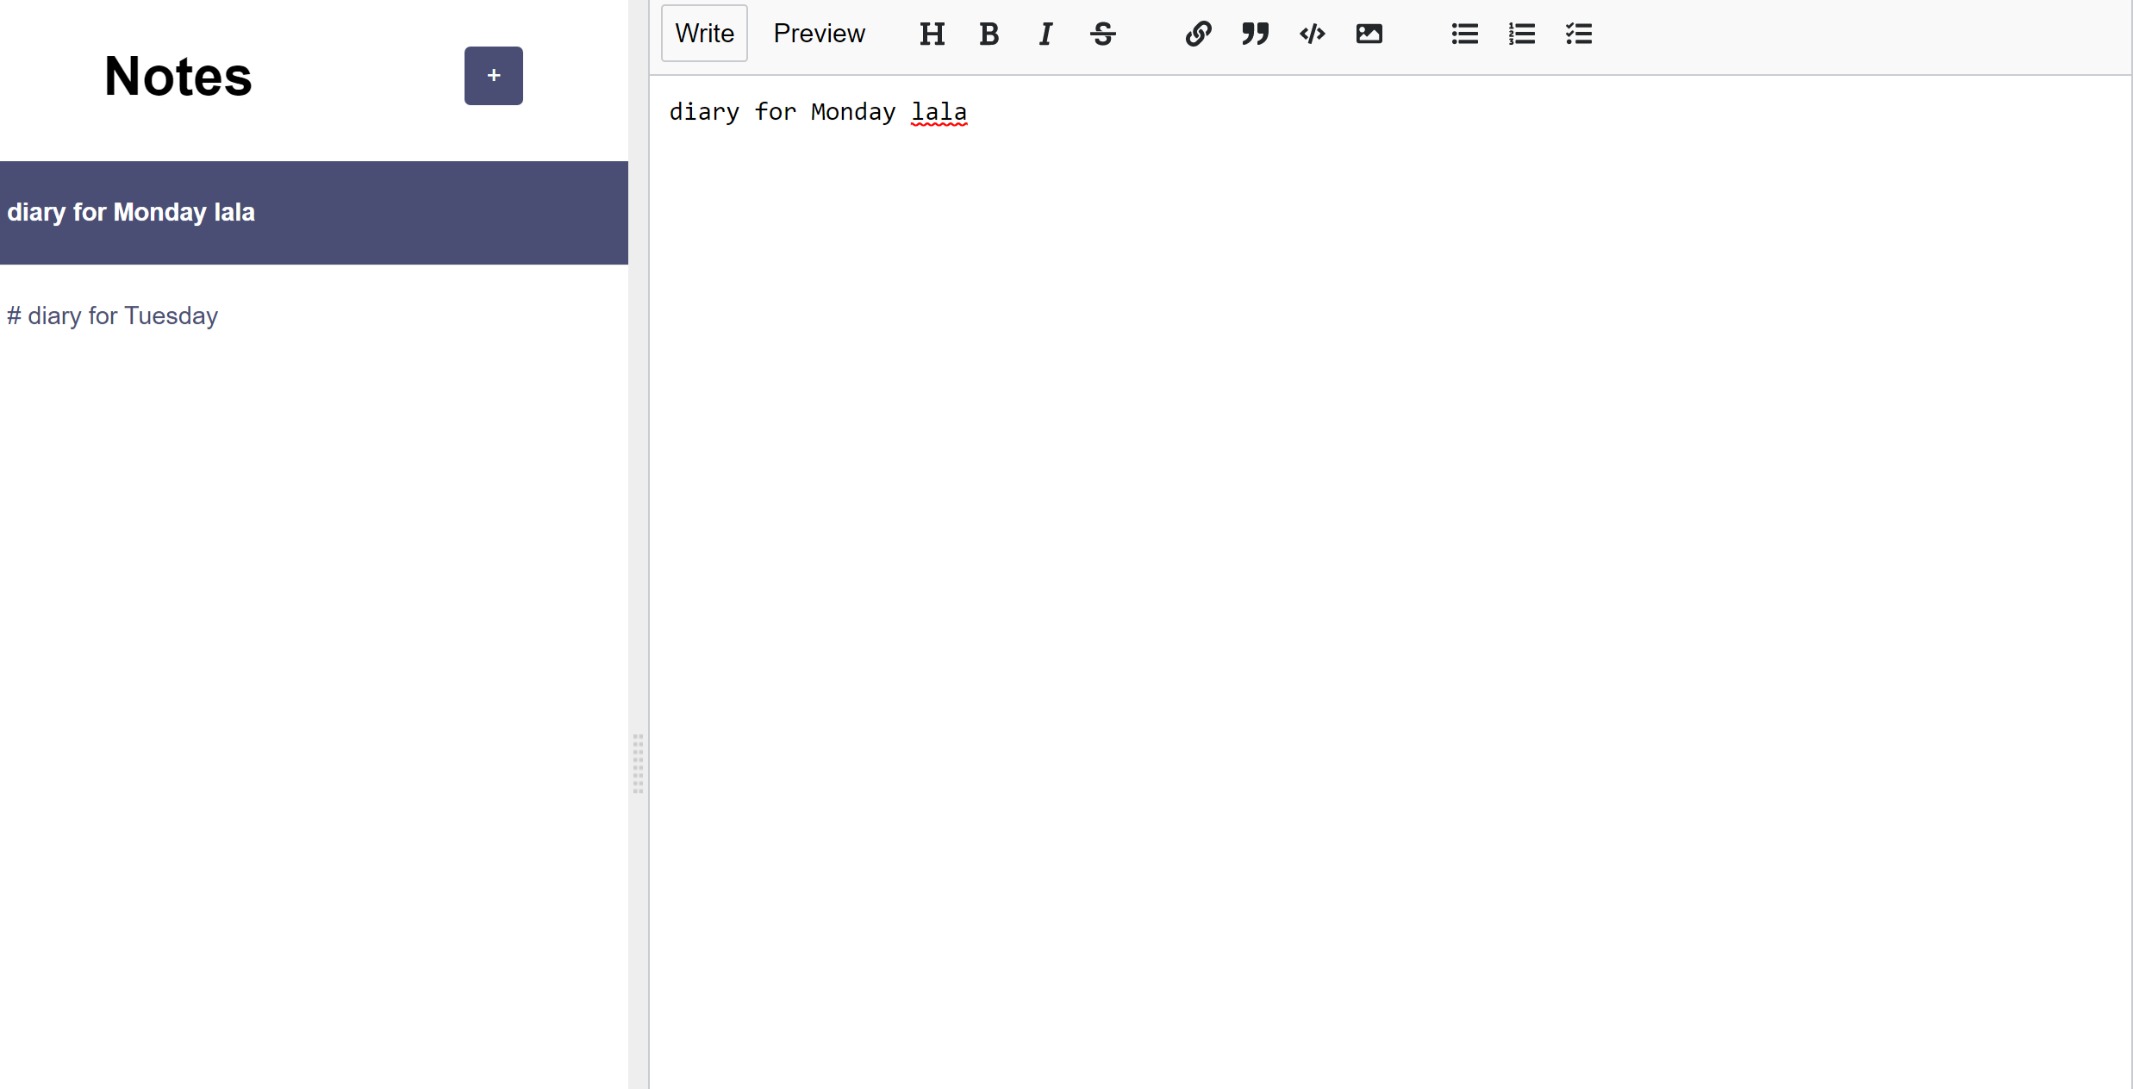 Notes
+
diary for Monday lala
# diary for Tuesday
Write Preview
diary for Monday lala